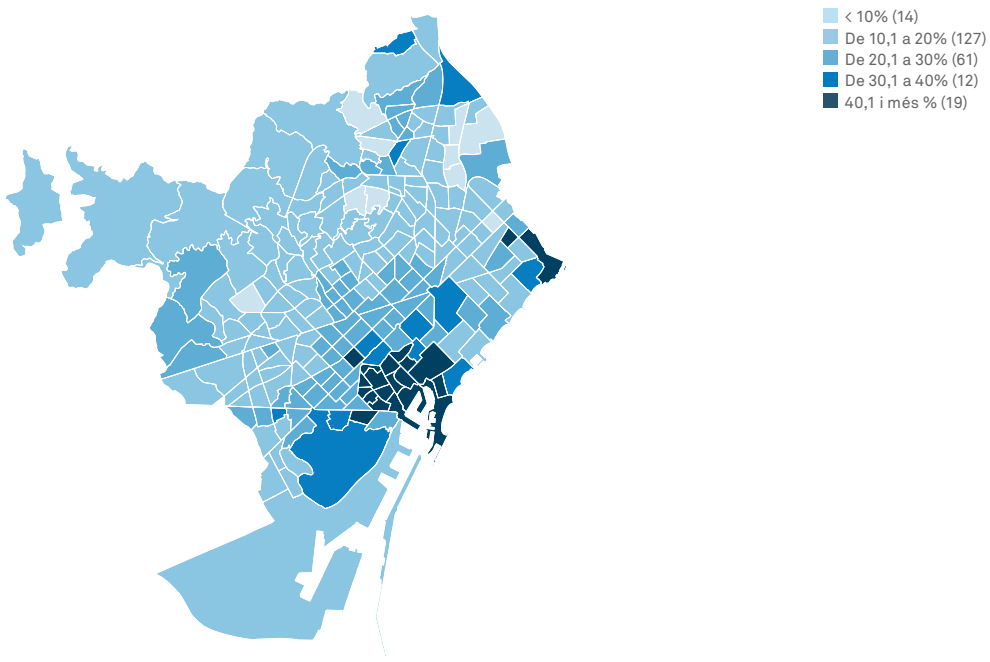 < 10% (14)
De 10,1 a 20% (127)
De 20,1 a 30% (61)
De 30,1 a 40% (12)
40,1 i més % (19)